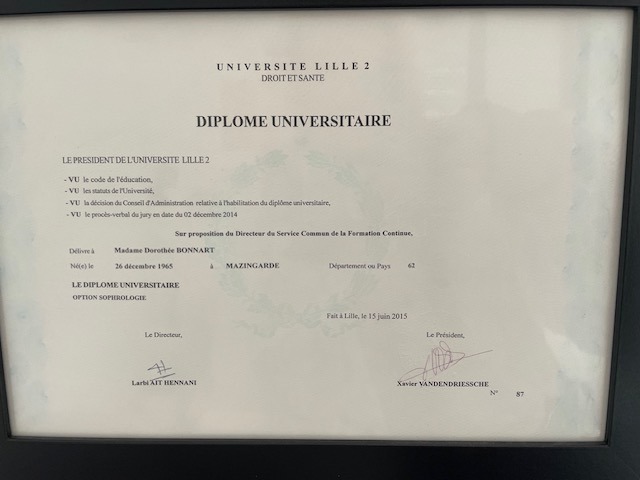 UNIVERSITE LILLE 2
DROIT ET SANTE
DIPLOME UNIVERSITAIRE
LE PRESIDENT DE L'UNIVERSITE LILLE 2
- VU le code de l'éducation,
- VU les statuts de l'Université,
- VU la décision du Conseil d'Administration relative à l'habilitation du diplôme universitaire,
- VU le procès-verbal du jury en date du 02 décembre 2014
Sur proposition du Directeur du Service Commun de la Formation Continue,
Délivré à Madame Dorothée BONNART
Né(e) le 26 décembre 1965 à MAZINGARDE Département ou Pays 62
LE DIPLOME UNIVERSITAIRE
OPTION SOPHROLOGIE
Fait à Lille, le 15 juin 2015
Le Directeur, Le Président,
Larbi AIT HENNANI Xavier VANDENDRIESSCHE
N° 87